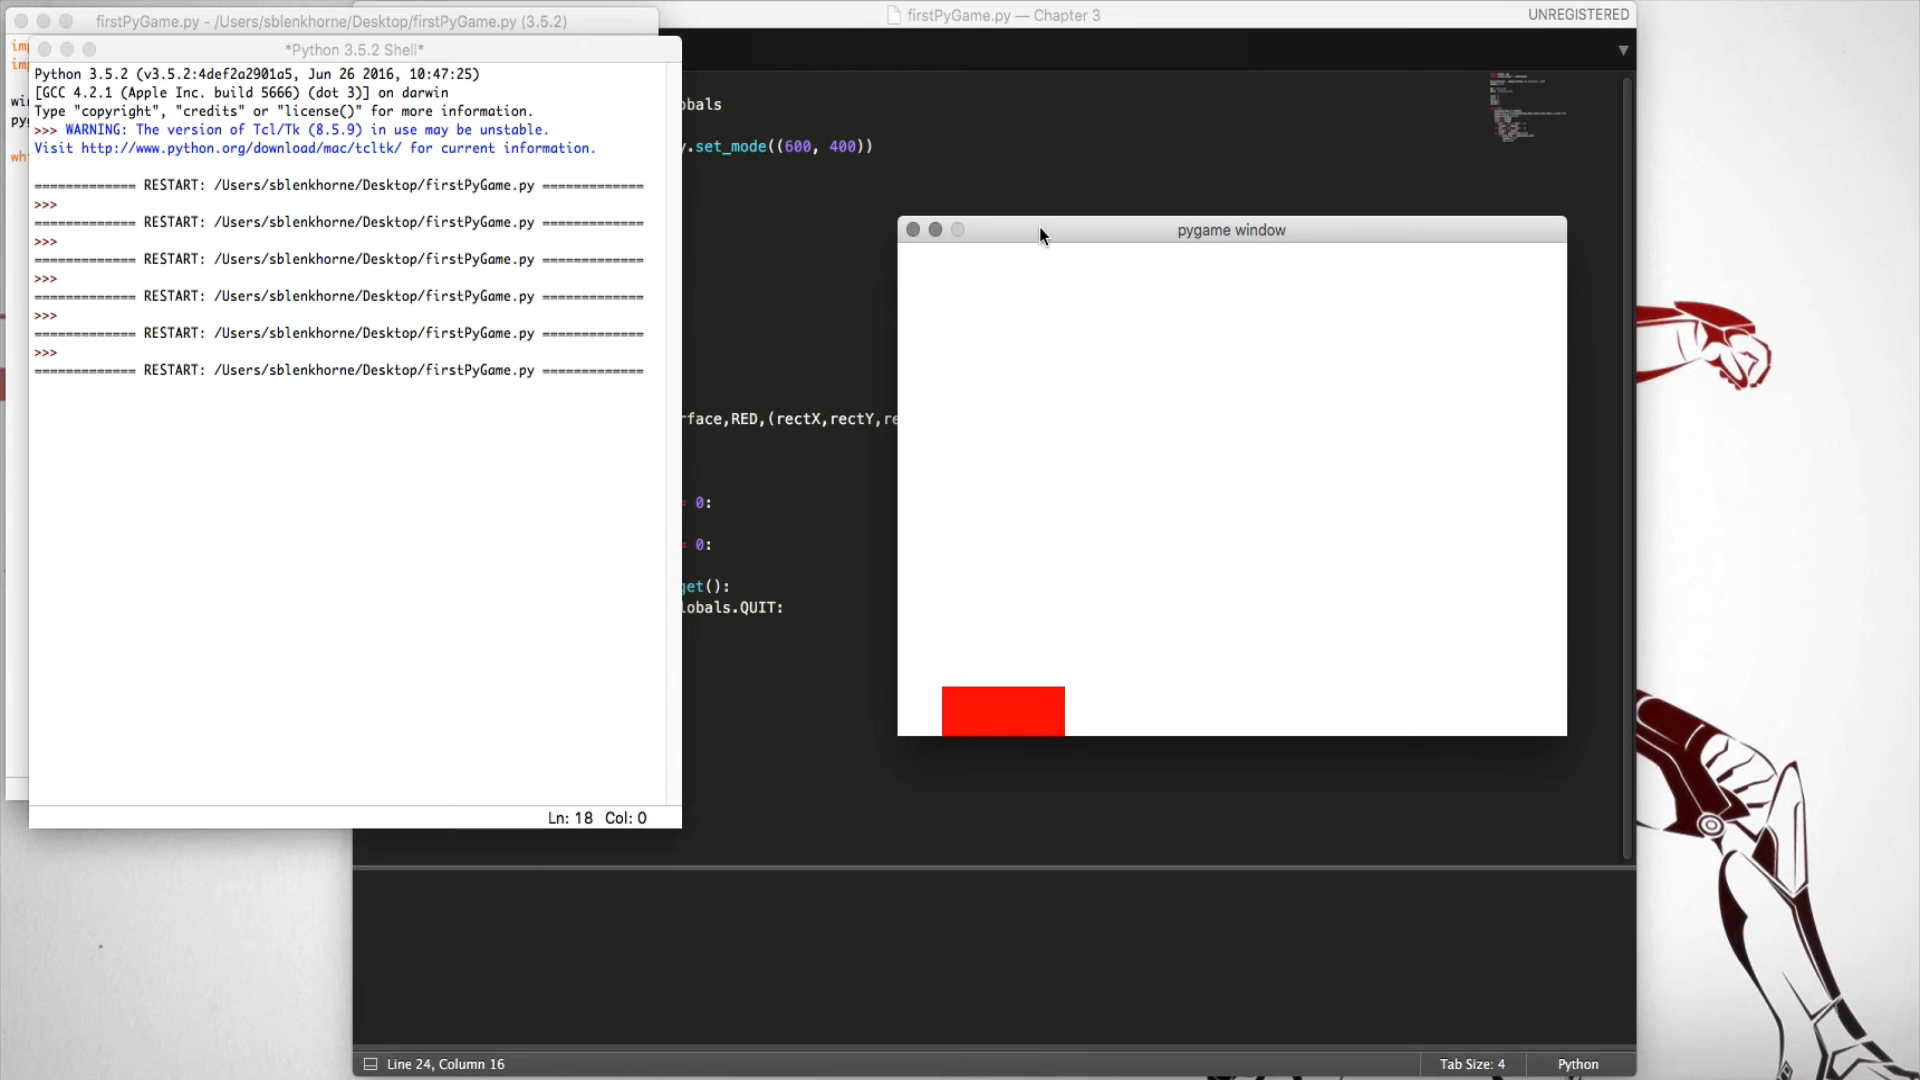 firstPyGame.py - /Users/sblenkhorne/Desktop/firstPyGame.py (3.5.2)
*Python 3.5.2 Shell*
Python 3.5.2 (v3.5.2:4def2a2901a5, Jun 26 2016, 10:47:25)
[GCC 4.2.1 (Apple Inc. build 5666) (dot 3)] on darwin
Type "copyright", "credits" or "license()" for more information.
>>> WARNING: The version of Tcl/Tk (8.5.9) in use may be unstable.
Visit http://www.python.org/download/mac/tcltk/ for current information.
============= RESTART: /Users/sblenkhorne/Desktop/firstPyGame.py =============
>>>
============= RESTART: /Users/sblenkhorne/Desktop/firstPyGame.py =============
>>>
============= RESTART: /Users/sblenkhorne/Desktop/firstPyGame.py =============
>>>
============= RESTART: /Users/sblenkhorne/Desktop/firstPyGame.py =============
>>>
============= RESTART: /Users/sblenkhorne/Desktop/firstPyGame.py =============
>>>
============= RESTART: /Users/sblenkhorne/Desktop/firstPyGame.py =============
Ln: 18 Col: 0
firstPyGame.py — Chapter 3
UNREGISTERED
obals
y.set_mode((600, 400))
pygame window
rface,RED,(rectX,rectY,re
= 0:
= 0:
get():
lobals.QUIT:
Line 24, Column 16
Tab Size: 4
Python